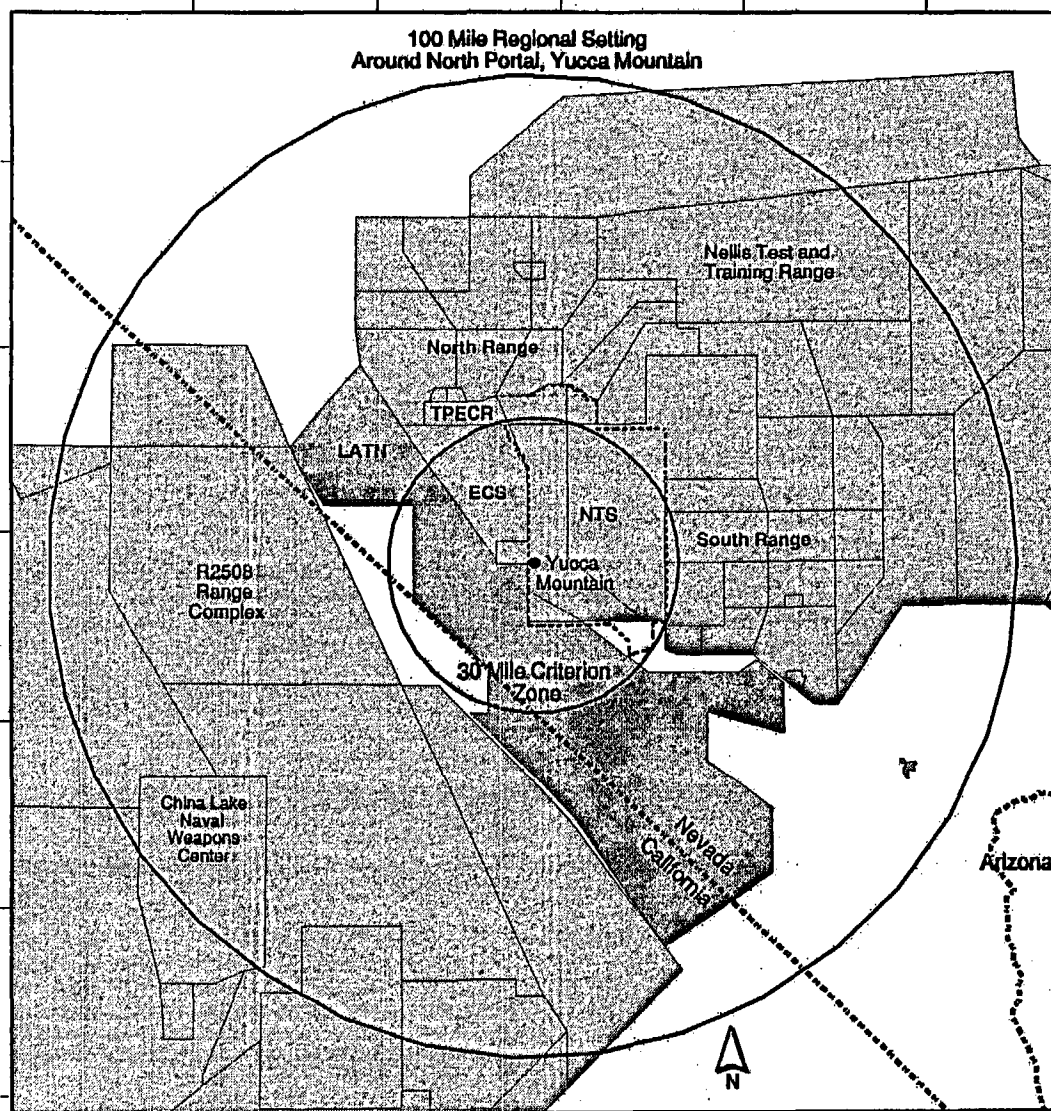 100 Mile Regional Setting
Around North Portal, Yucca Mountain
Nellis Test and
Training Range
North Range
TPECR
LATN
ECS
NTS
South Range
Yucca
Mountain
R2508
Range
Complex
30 Mile Criterion
Zone
China Lake
Naval
Weapons
Center
Nevada
California
Arizona
N